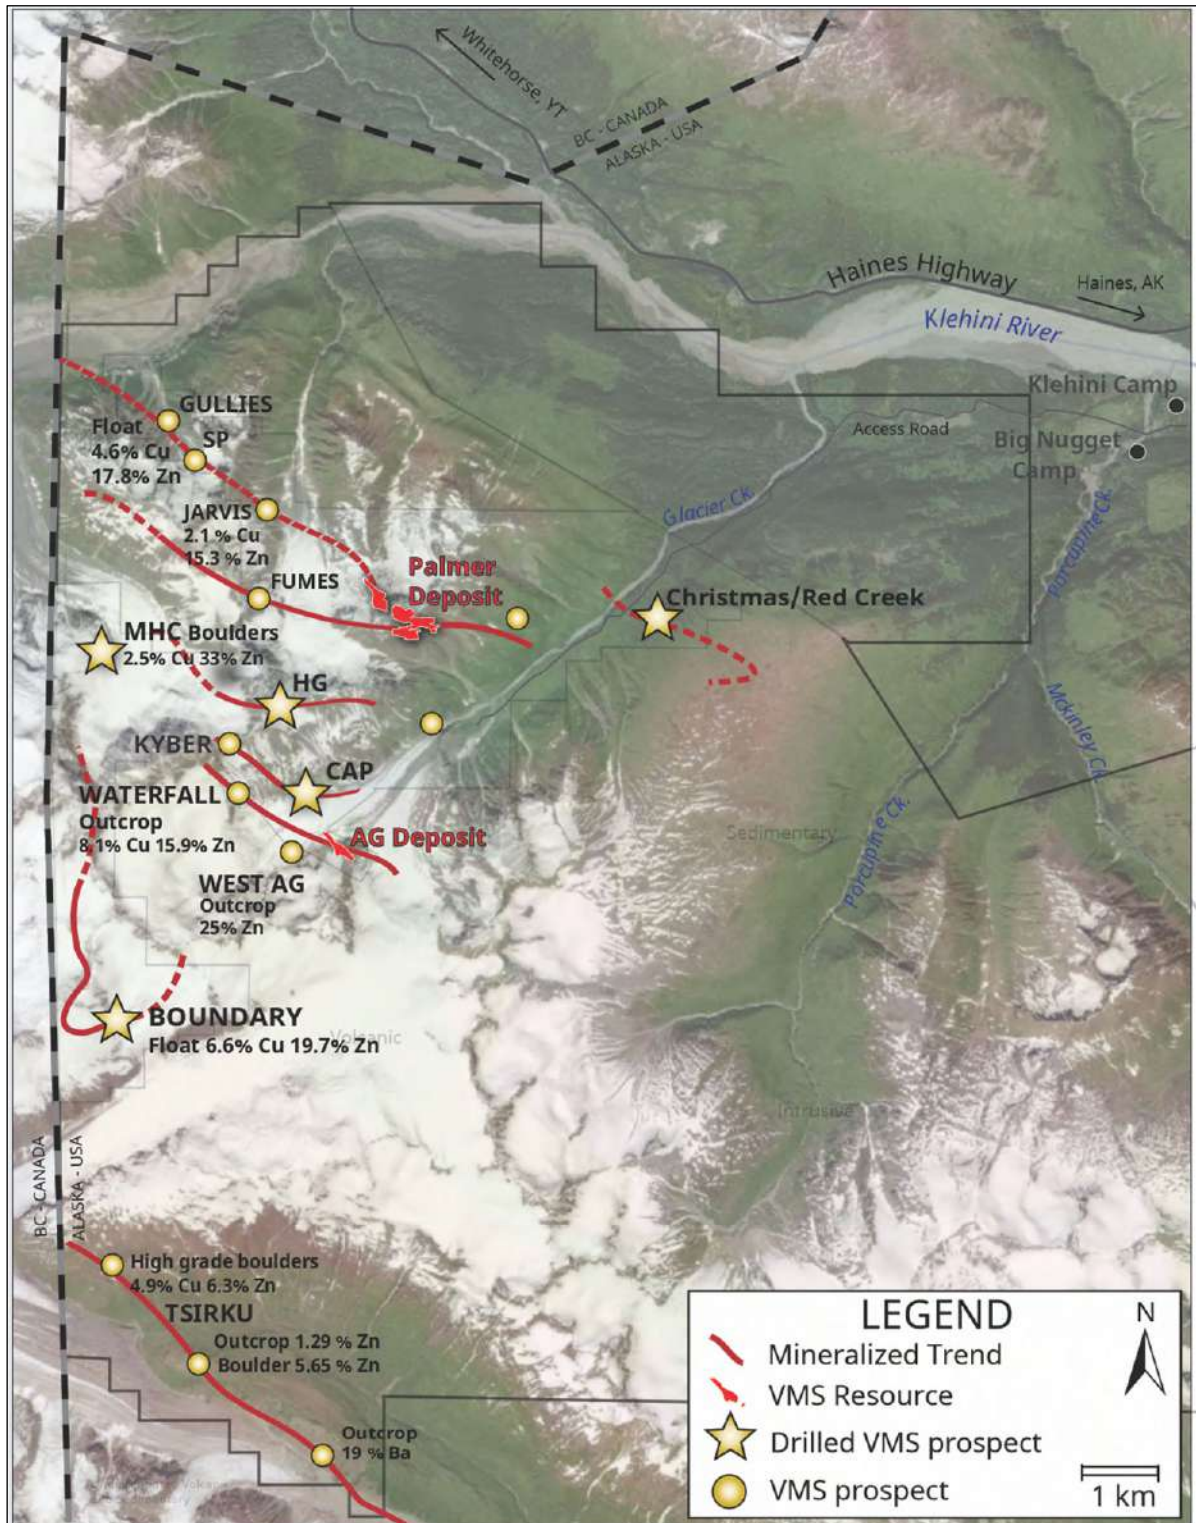 Whitehorse, YT
BC - CANADA
ALASKA - USA
Haines Highway
Haines, AK
Klehini River
Klehini Camp
GULLIES
Float
4.6% Cu
17.8% Zn
SP
Access Road
Big Nugget
Camp
Glacier Ck.
Porcupine Ck.
JARVIS
2.1 % Cu
15.3 % Zn
FUMES
Palmer
Deposit
Christmas/Red Creek
MHC Boulders
2.5% Cu 33% Zn
HG
Mckinley Ck.
KYBER
CAP
WATERFALL
Outcrop
8.1% Cu 15.9% Zn
AG Deposit
Sedimentary
Porcupine Ck.
WEST AG
Outcrop
25% Zn
BOUNDARY
Float 6.6% Cu 19.7% Zn
Volcanic
Intrusive
BC - CANADA
ALASKA - USA
High grade boulders
4.9% Cu 6.3% Zn
TSIRKU
Outcrop 1.29 % Zn
Boulder 5.65 % Zn
Outcrop
19 % Ba
LEGEND
N
Mineralized Trend
VMS Resource
Drilled VMS prospect
VMS prospect
1 km